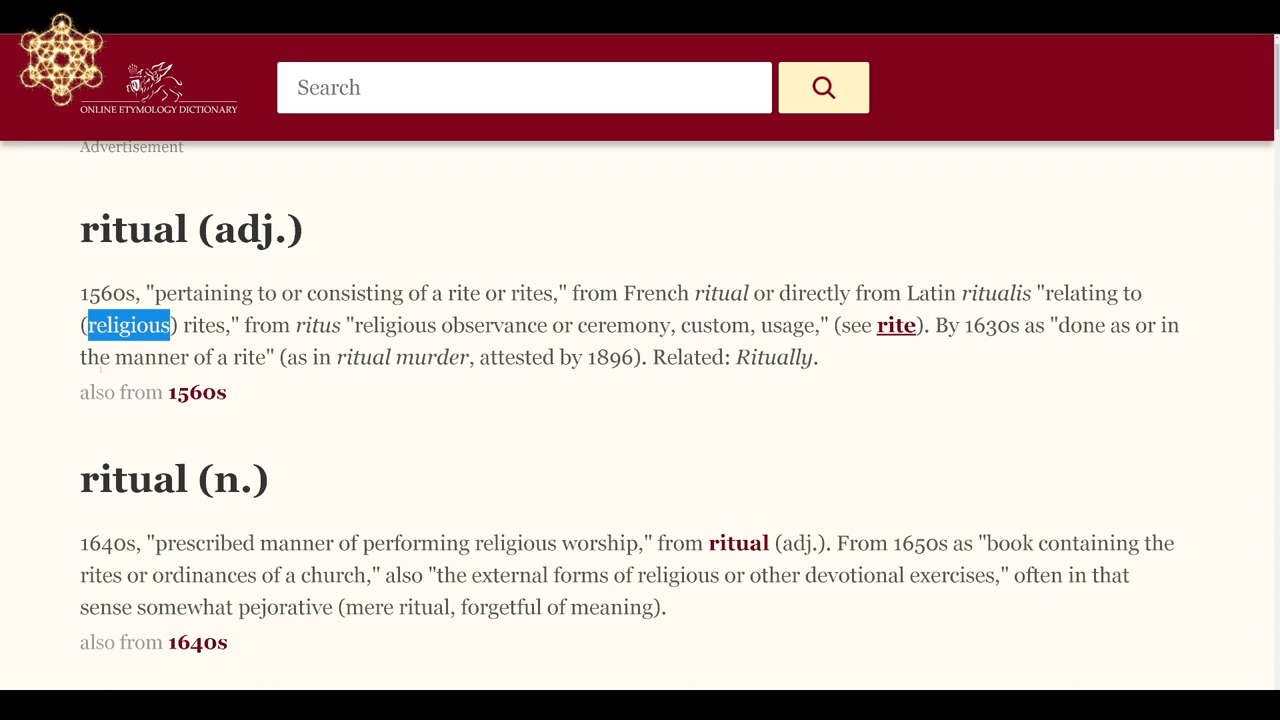 ONLINE ETYMOLOGY DICTIONARY
Search
Advertisement
ritual (adj.)
1560s, "pertaining to or consisting of a rite or rites," from French ritual or directly from Latin ritualis "relating to
(religious) rites," from ritus "religious observance or ceremony, custom, usage," (see rite). By 1630s as "done as or in
the manner of a rite" (as in ritual murder, attested by 1896). Related: Ritually.
also from 1560s
ritual (n.)
1640s, "prescribed manner of performing religious worship," from ritual (adj.). From 1650s as "book containing the
rites or ordinances of a church," also "the external forms of religious or other devotional exercises," often in that
sense somewhat pejorative (mere ritual, forgetful of meaning).
also from 1640s